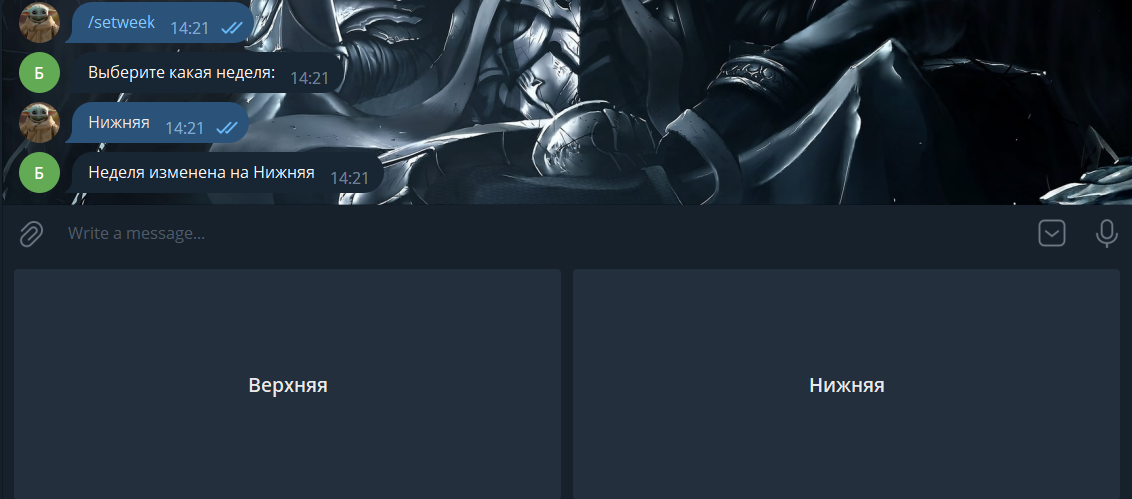 /setweek 14:21
Б
Выберите какая неделя: 14:21
Нижняя 14:21
Б
Неделя изменена на Нижняя 14:21
Write a message...
Верхняя
Нижняя